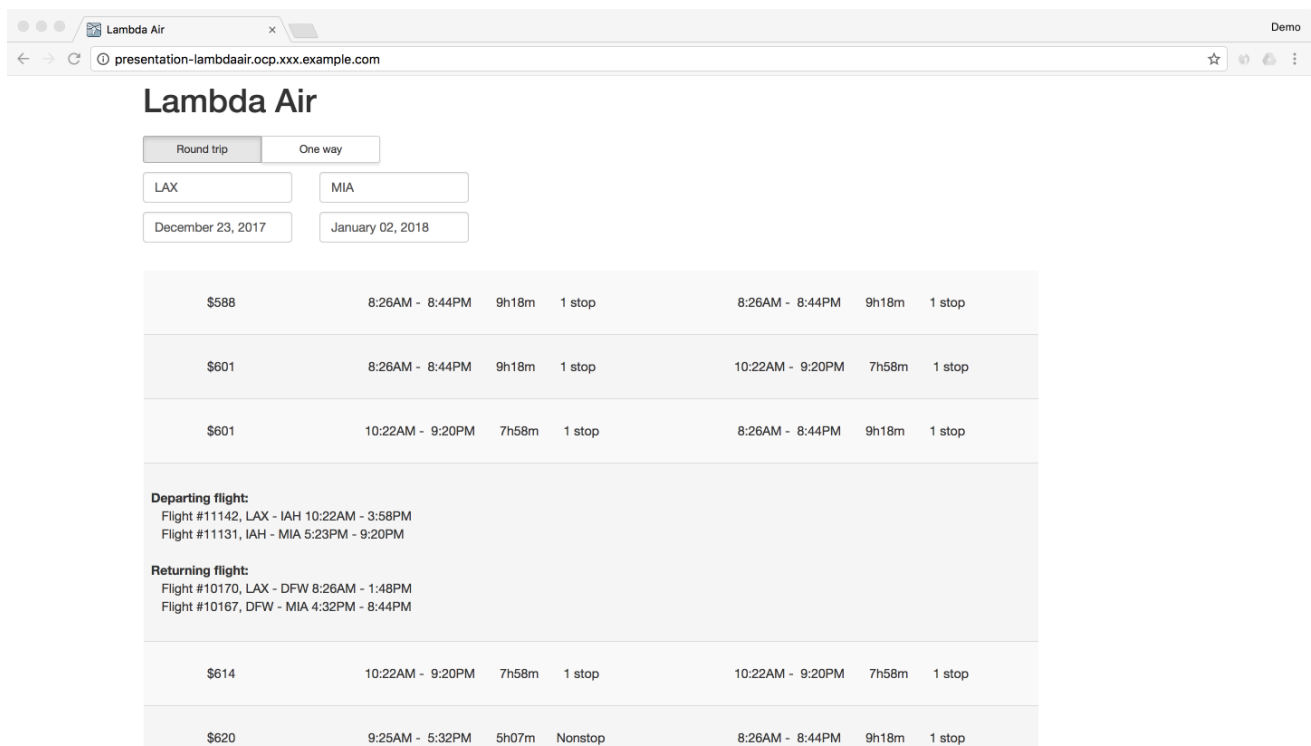 Lambda Air
Demo
presentation-lambdaair.ocp.xxx.example.com
Lambda Air
Round trip One way
LAX MIA
December 23, 2017 January 02, 2018
$588 8:26AM - 8:44PM 9h18m 1 stop 8:26AM - 8:44PM 9h18m 1 stop
$601 8:26AM - 8:44PM 9h18m 1 stop 10:22AM - 9:20PM 7h58m 1 stop
$601 10:22AM - 9:20PM 7h58m 1 stop 8:26AM - 8:44PM 9h18m 1 stop
Departing flight:
Flight #11142, LAX - IAH 10:22AM - 3:58PM
Flight #11131, IAH - MIA 5:23PM - 9:20PM
Returning flight:
Flight #10170, LAX - DFW 8:26AM - 1:48PM
Flight #10167, DFW - MIA 4:32PM - 8:44PM
$614 10:22AM - 9:20PM 7h58m 1 stop 10:22AM - 9:20PM 7h58m 1 stop
$620 9:25AM - 5:32PM 5h07m Nonstop 8:26AM - 8:44PM 9h18m 1 stop